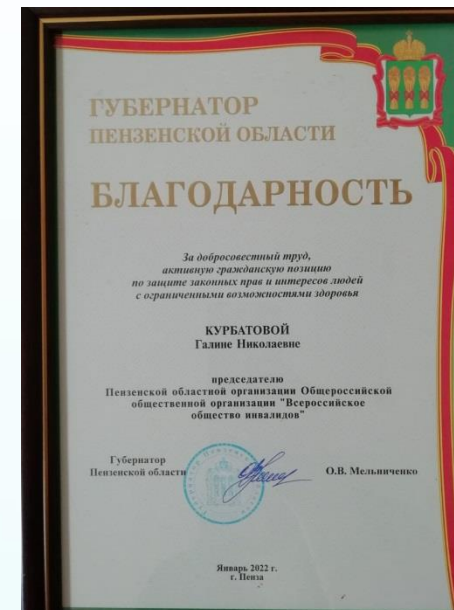 ГУБЕРНАТОР
ПЕНЗЕНСКОЙ ОБЛАСТИ
БЛАГОДАРНОСТЬ
За добросовестный труд,
активную гражданскую позицию
по защите законных прав и интересов людей
с ограниченными возможностями здоровья
КУРБАТОВОЙ
Галине Николаевне
председателю
Пензенской областной организации Общероссийской
общественной организации "Всероссийское
общество инвалидов"
Губернатор
Пензенской области
О.В. Мельниченко
Январь 2022 г.
г. Пенза